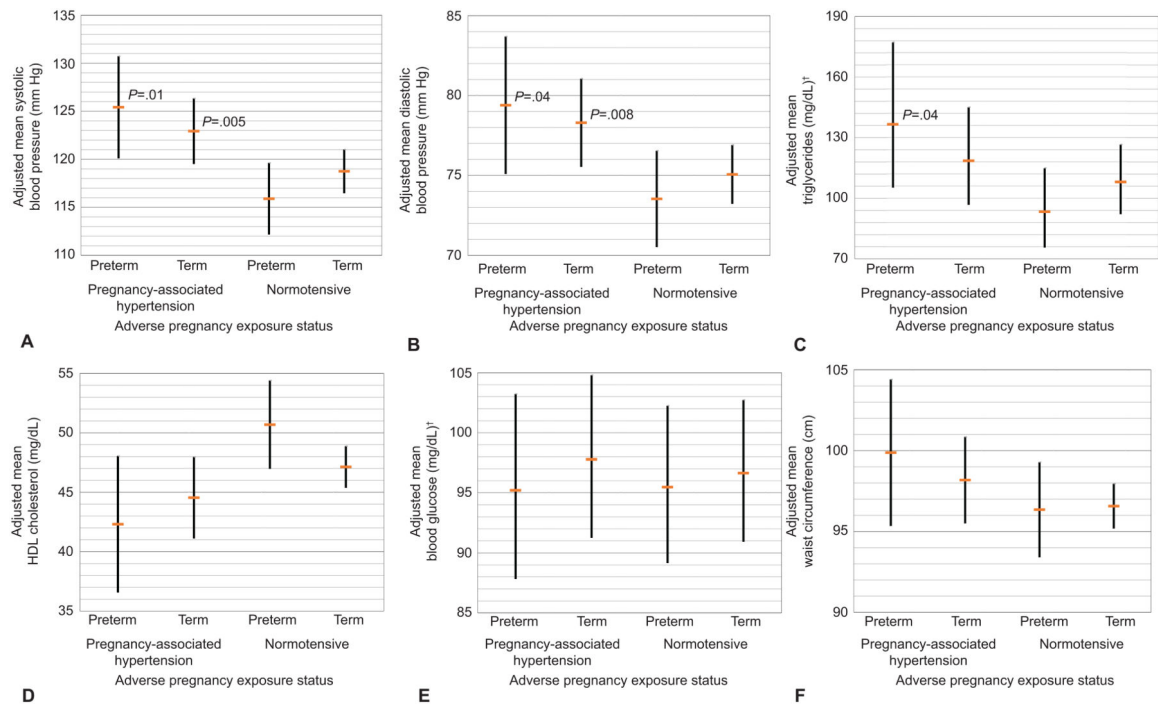 Adjusted mean systolic
blood pressure (mm Hg)
135
130
125
120
115
110
P=.01
P=.005
Preterm Term Preterm Term
Pregnancy-associated
hypertension
Normotensive
Adverse pregnancy exposure status
A
Adjusted mean diastolic
blood pressure (mm Hg)
85
80
75
70
P=.04
P=.008
Preterm Term Preterm Term
Pregnancy-associated
hypertension
Normotensive
Adverse pregnancy exposure status
B
Adjusted mean
triglycerides (mg/dL)†
190
160
130
100
70
P=.04
Preterm Term Preterm Term
Pregnancy-associated
hypertension
Normotensive
Adverse pregnancy exposure status
C
Adjusted mean
HDL cholesterol (mg/dL)
55
50
45
40
35
Preterm Term Preterm Term
Pregnancy-associated
hypertension
Normotensive
Adverse pregnancy exposure status
D
Adjusted mean
blood glucose (mg/dL)†
105
100
95
90
85
Preterm Term Preterm Term
Pregnancy-associated
hypertension
Normotensive
Adverse pregnancy exposure status
E
Adjusted mean
waist circumference (cm)
105
100
95
90
Preterm Term Preterm Term
Pregnancy-associated
hypertension
Normotensive
Adverse pregnancy exposure status
F